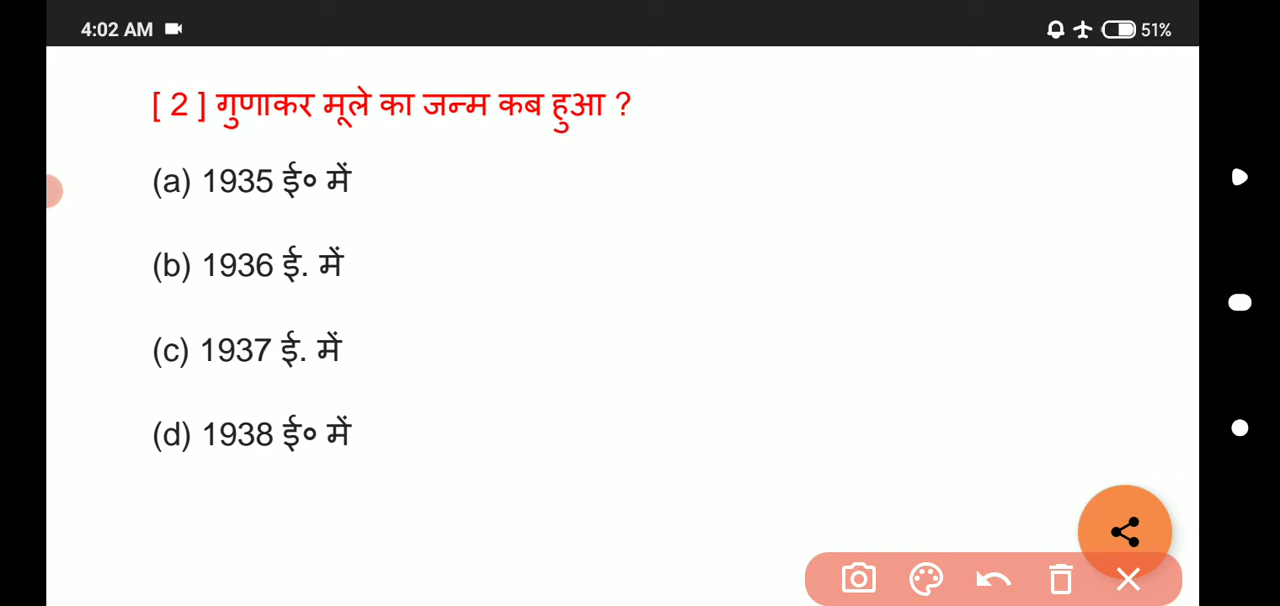 4:02 AM 51%
[ 2 ] गुणाकर मूले का जन्म कब हुआ ?
(a) 1935 ई० में
(b) 1936 ई. में
(c) 1937 ई. में
(d) 1938 ई० में